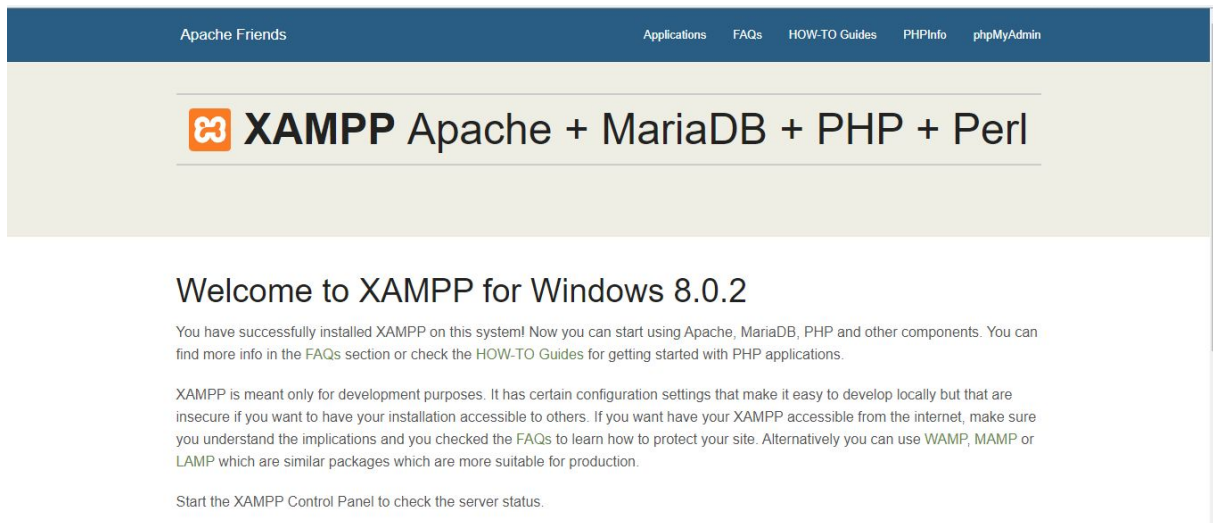 Apache Friends
Applications FAQs HOW-TO Guides PHPInfo phpMyAdmin
XAMPP Apache + MariaDB + PHP + Perl
Welcome to XAMPP for Windows 8.0.2
You have successfully installed XAMPP on this system! Now you can start using Apache, MariaDB, PHP and other components. You can
find more info in the FAQs section or check the HOW-TO Guides for getting started with PHP applications.
XAMPP is meant only for development purposes. It has certain configuration settings that make it easy to develop locally but that are
insecure if you want to have your installation accessible to others. If you want have your XAMPP accessible from the internet, make sure
you understand the implications and you checked the FAQs to learn how to protect your site. Alternatively you can use WAMP, MAMP or
LAMP which are similar packages which are more suitable for production.
Start the XAMPP Control Panel to check the server status.